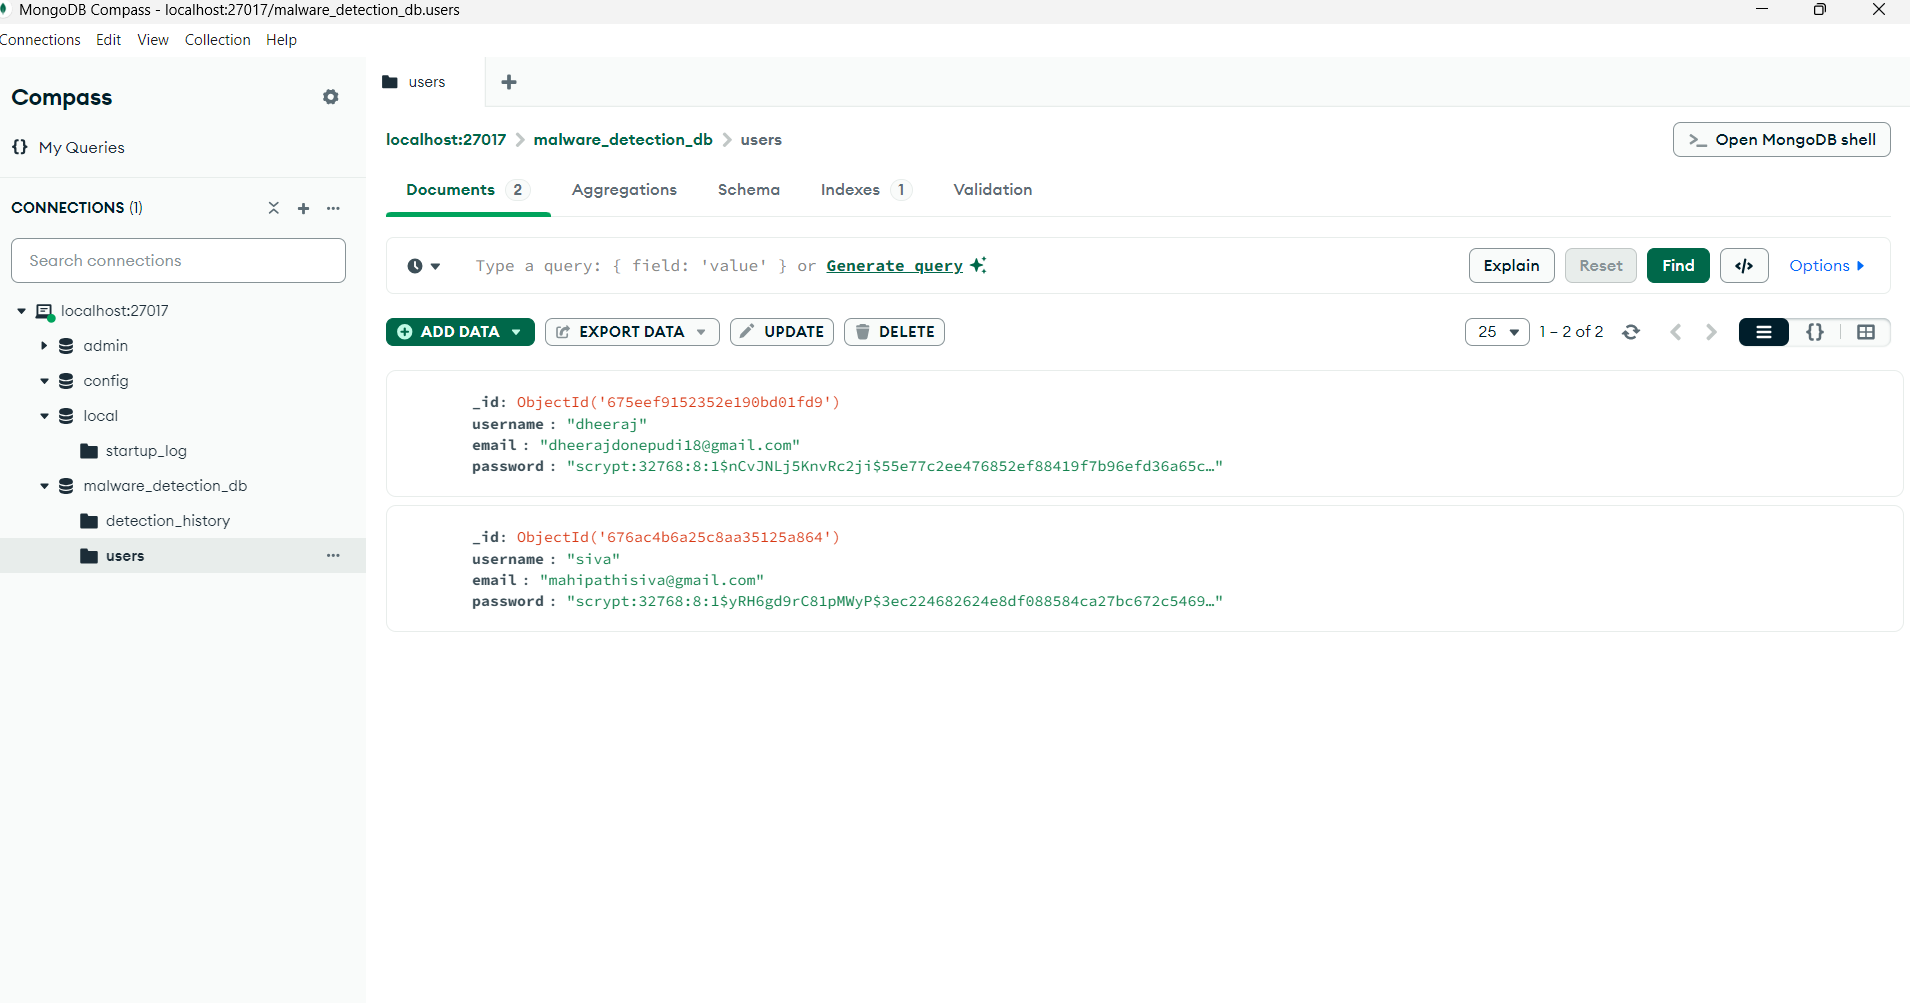 MongoDB Compass - localhost:27017/malware_detection_db.users
Connections Edit View Collection Help
Compass
{} My Queries
CONNECTIONS (1)
Search connections
localhost:27017
admin
config
local
startup_log
malware_detection_db
detection_history
users
users
localhost:27017 > malware_detection_db > users
>_ Open MongoDB shell
Documents 2 Aggregations Schema Indexes 1 Validation
Type a query: { field: 'value' } or Generate query
Explain Reset Find </> Options
ADD DATA EXPORT DATA UPDATE DELETE
25 1 – 2 of 2 {}
_id: ObjectId('675eef9152352e190bd01fd9')
username : "dheeraj"
email : "dheerajdonepudi18@gmail.com"
password : "scrypt:32768:8:1$nCvJNLj5KnvRc2ji$55e77c2ee476852ef88419f7b96efd36a65c…"
_id: ObjectId('676ac4b6a25c8aa35125a864')
username : "siva"
email : "mahipathisiva@gmail.com"
password : "scrypt:32768:8:1$yRH6gd9rC81pMWyP$3ec224682624e8df088584ca27bc672c5469…"